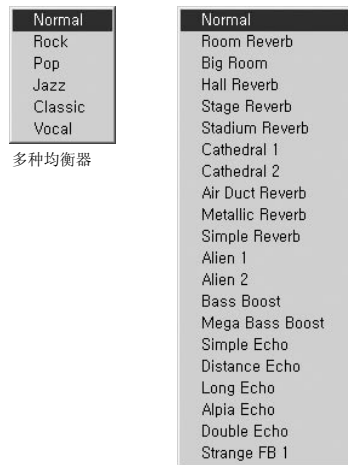 Normal
Rock
Pop
Jazz
Classic
Vocal
多种均衡器
Normal
Room Reverb
Big Room
Hall Reverb
Stage Reverb
Stadium Reverb
Cathedral 1
Cathedral 2
Air Duct Reverb
Metallic Reverb
Simple Reverb
Alien 1
Alien 2
Bass Boost
Mega Bass Boost
Simple Echo
Distance Echo
Long Echo
Alpia Echo
Double Echo
Strange FB 1